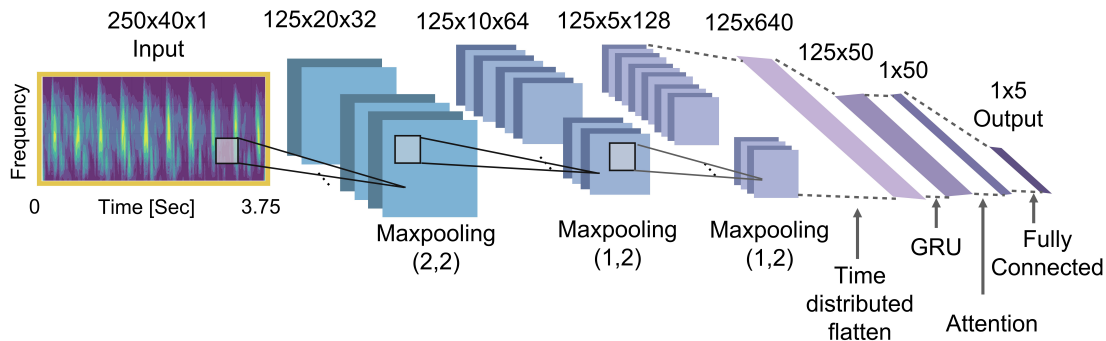 250x40x1
Input
125x20x32
125x10x64
125x5x128
125x640
125x50
1x50
1x5
Output
Frequency
0
Time [Sec]
3.75
Maxpooling
(2,2)
Maxpooling
(1,2)
Maxpooling
(1,2)
Time
distributed
flatten
GRU
Attention
Fully
Connected